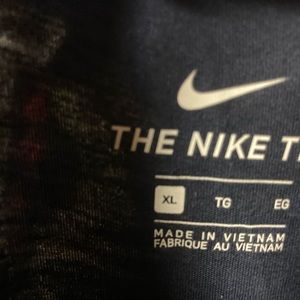 THE NIKE T
XL TG EG
MADE IN VIETNAM
FABRIQUE AU VIETNAM